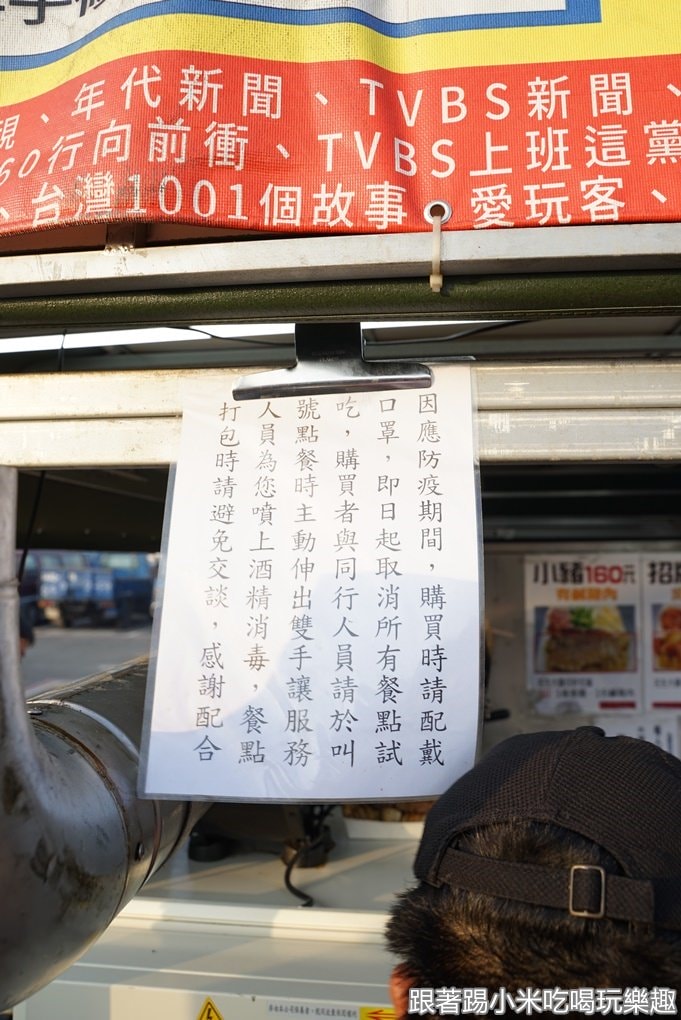 視、年代新聞、TVBS新聞、
60行向前衝、TVBS上班這黨
、台灣1001個故事。愛玩客、
因應防疫期間，購買時請配戴
口罩，即日起取消所有餐點試
吃，購買者與同行人員請於叫
號點餐時主動伸出雙手讓服務
人員為您噴上酒精消毒，餐點
打包時請避免交談，感謝配合
小豬160元
招
跟著踢小米吃喝玩樂趣